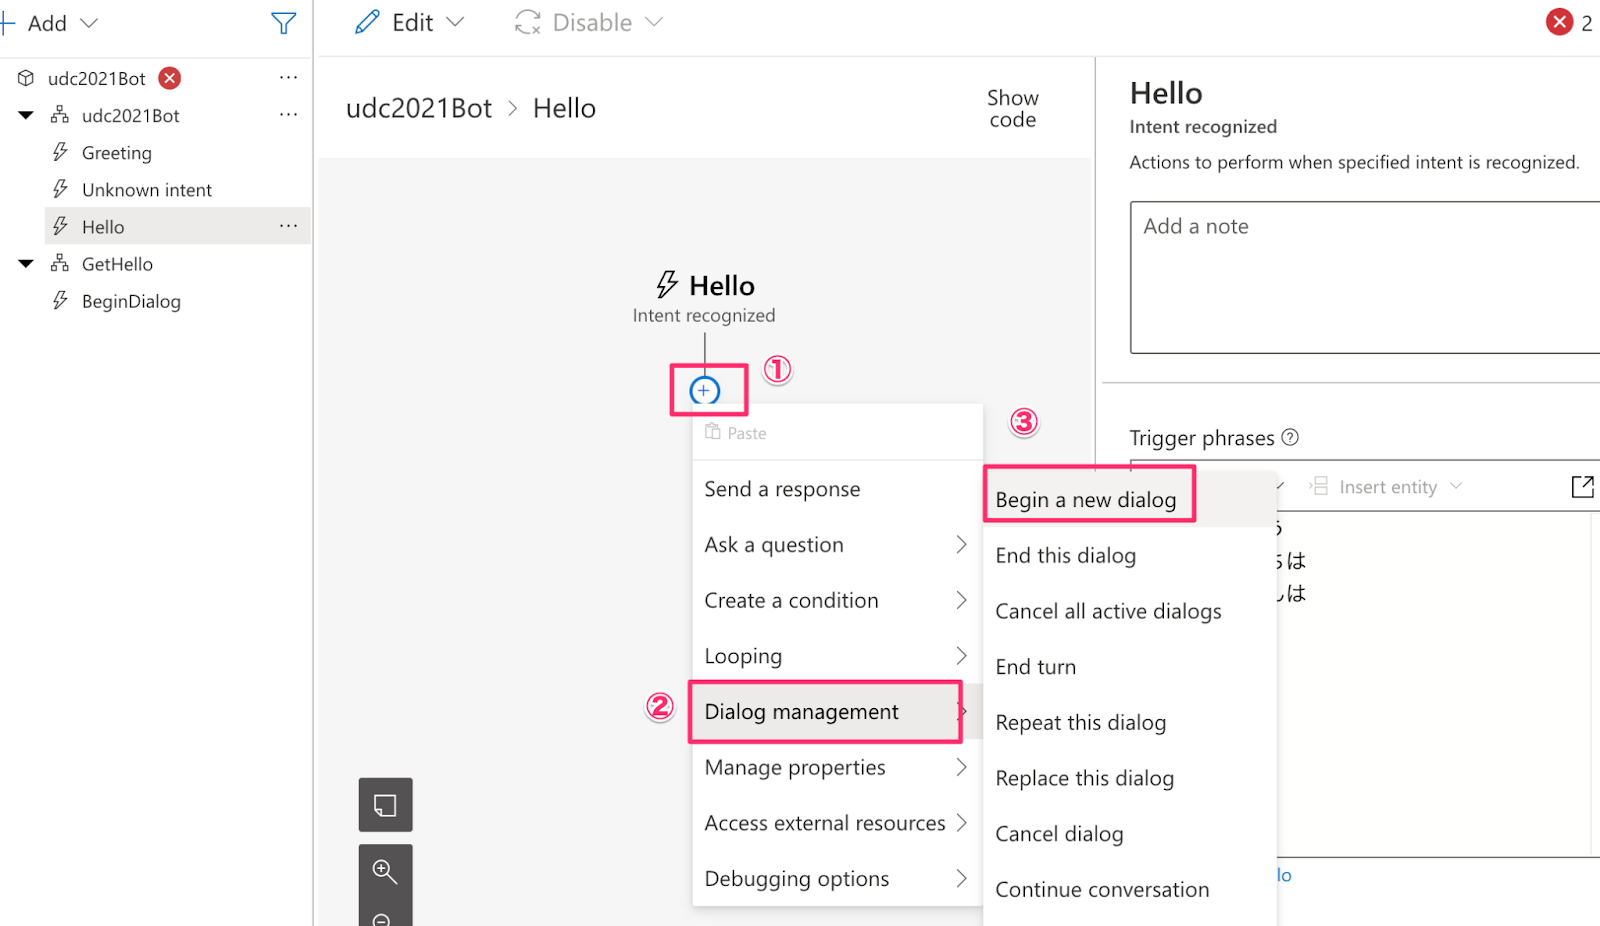 Add
Edit
Disable
2
udc2021Bot
udc2021Bot
Greeting
Unknown intent
Hello
GetHello
BeginDialog
udc2021Bot > Hello
Show
code
Hello
Intent recognized
①
Paste
Send a response
Ask a question
Create a condition
Looping
②
Dialog management
Manage properties
Access external resources
Debugging options
③
Begin a new dialog
End this dialog
Cancel all active dialogs
End turn
Repeat this dialog
Replace this dialog
Cancel dialog
Continue conversation
Hello
Intent recognized
Actions to perform when specified intent is recognized.
Add a note
Trigger phrases
Insert entity
は
は
lo